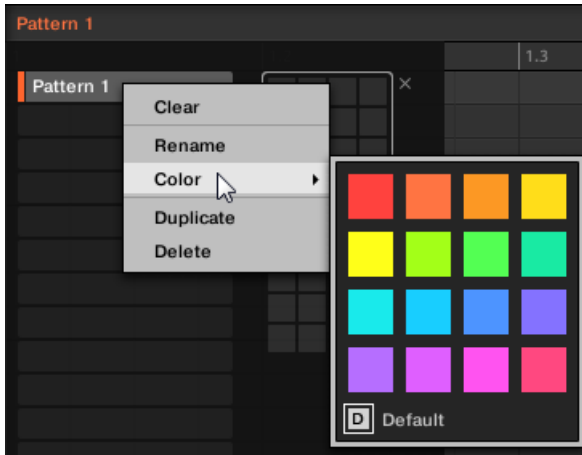 Pattern 1
1.3
Pattern 1
Clear
Rename
Color
Duplicate
Delete
D Default